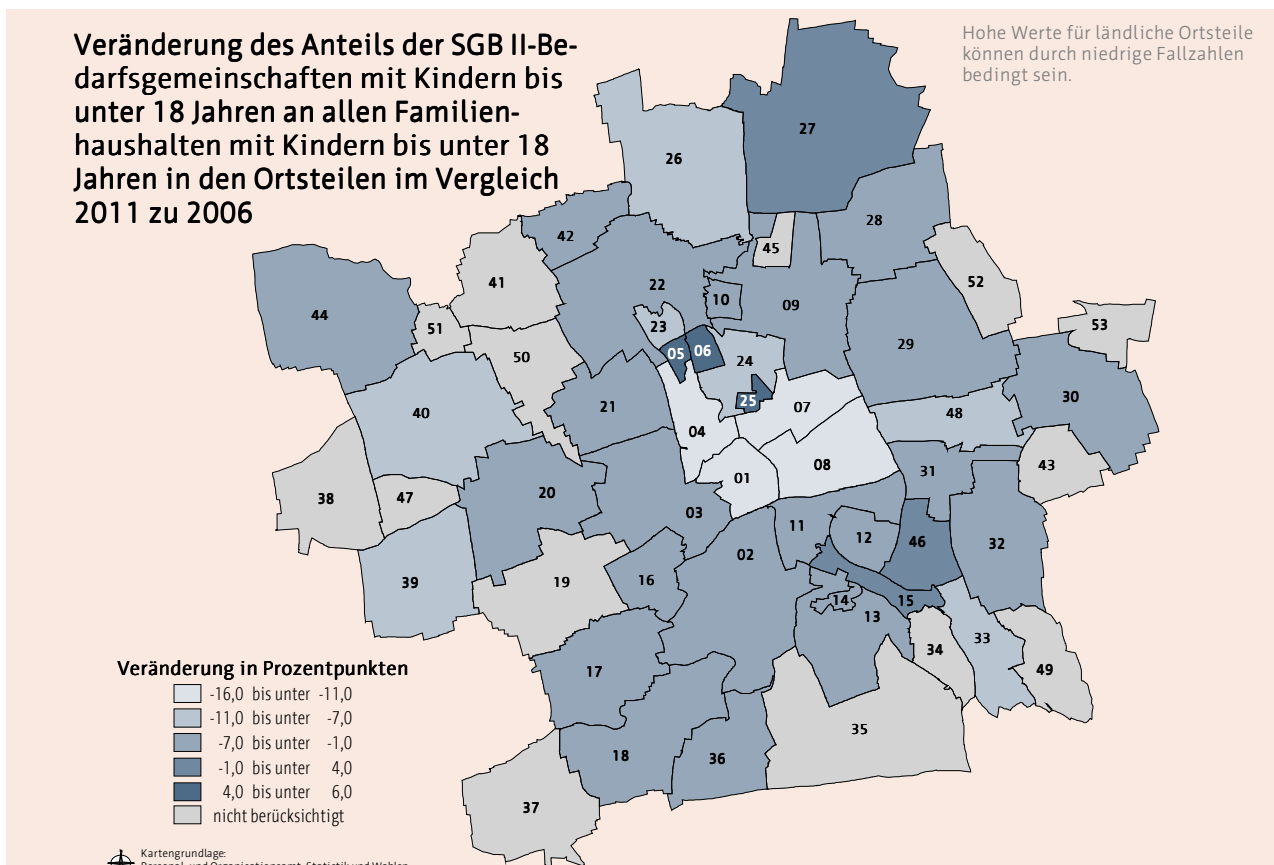 Veränderung des Anteils der SGB II-Be-
darfsgemeinschaften mit Kindern bis
unter 18 Jahren an allen Familien-
haushalten mit Kindern bis unter 18
Jahren in den Ortsteilen im Vergleich
2011 zu 2006
Hohe Werte für ländliche Ortsteile
können durch niedrige Fallzahlen
bedingt sein.
27
26
28
42
45
41
52
22
10
09
44
51
23
53
50
05
06
24
29
25
30
21
07
40
48
04
08
43
31
01
38
47
20
03
11
12
46
32
02
39
19
16
14
15
13
33
34
49
17
35
18
36
37
Veränderung in Prozentpunkten
-16,0 bis unter -11,0
-11,0 bis unter -7,0
-7,0 bis unter -1,0
-1,0 bis unter 4,0
4,0 bis unter 6,0
nicht berücksichtigt
Kartengrundlage:
Personal- und Organisationsamt, Statistik und Wahlen